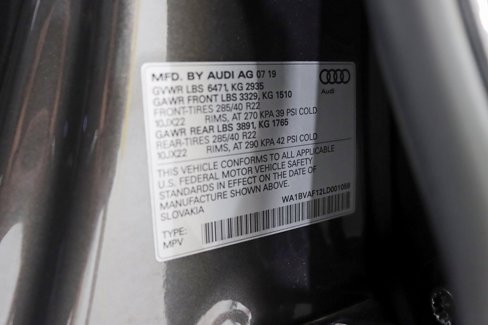 MFD. BY AUDI AG 07 19
GVWR LBS 6471, KG 2935
GAWR FRONT LBS 3329, KG 1510
FRONT-TIRES 285/40 R22
10JX22 RIMS, AT 270 KPA 39 PSI COLD
GAWR REAR LBS 3891, KG 1765
REAR-TIRES 285/40 R22
10JX22 RIMS, AT 290 KPA 42 PSI COLD
THIS VEHICLE CONFORMS TO ALL APPLICABLE
U.S. FEDERAL MOTOR VEHICLE SAFETY
STANDARDS IN EFFECT ON THE DATE OF
MANUFACTURE SHOWN ABOVE.
SLOVAKIA
WA1BVAF12LD001088
TYPE:
MPV